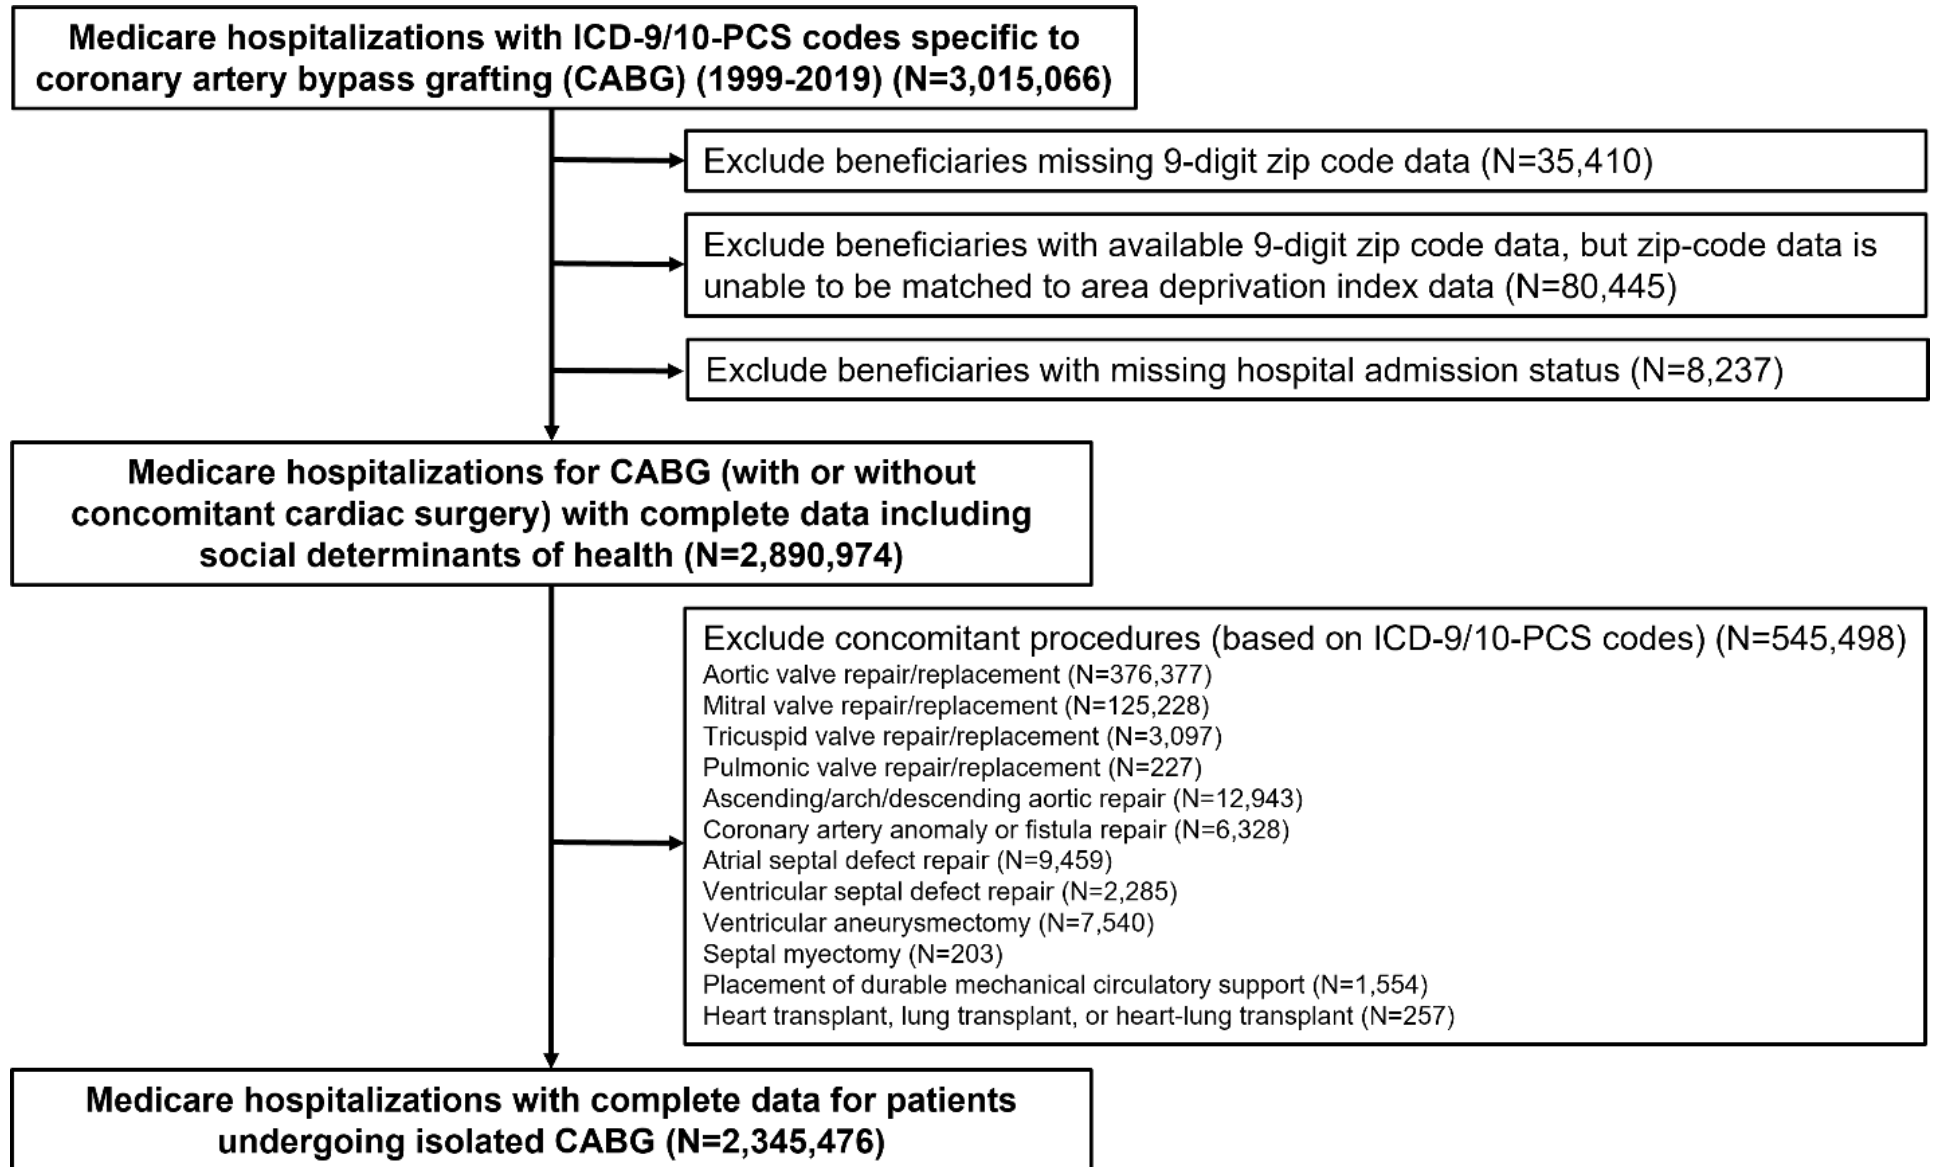 Medicare hospitalizations with ICD-9/10-PCS codes specific to
coronary artery bypass grafting (CABG) (1999-2019) (N=3,015,066)
Exclude beneficiaries missing 9-digit zip code data (N=35,410)
Exclude beneficiaries with available 9-digit zip code data, but zip-code data is
unable to be matched to area deprivation index data (N=80,445)
Exclude beneficiaries with missing hospital admission status (N=8,237)
Medicare hospitalizations for CABG (with or without
concomitant cardiac surgery) with complete data including
social determinants of health (N=2,890,974)
Exclude concomitant procedures (based on ICD-9/10-PCS codes) (N=545,498)
Aortic valve repair/replacement (N=376,377)
Mitral valve repair/replacement (N=125,228)
Tricuspid valve repair/replacement (N=3,097)
Pulmonic valve repair/replacement (N=227)
Ascending/arch/descending aortic repair (N=12,943)
Coronary artery anomaly or fistula repair (N=6,328)
Atrial septal defect repair (N=9,459)
Ventricular septal defect repair (N=2,285)
Ventricular aneurysmectomy (N=7,540)
Septal myectomy (N=203)
Placement of durable mechanical circulatory support (N=1,554)
Heart transplant, lung transplant, or heart-lung transplant (N=257)
Medicare hospitalizations with complete data for patients
undergoing isolated CABG (N=2,345,476)